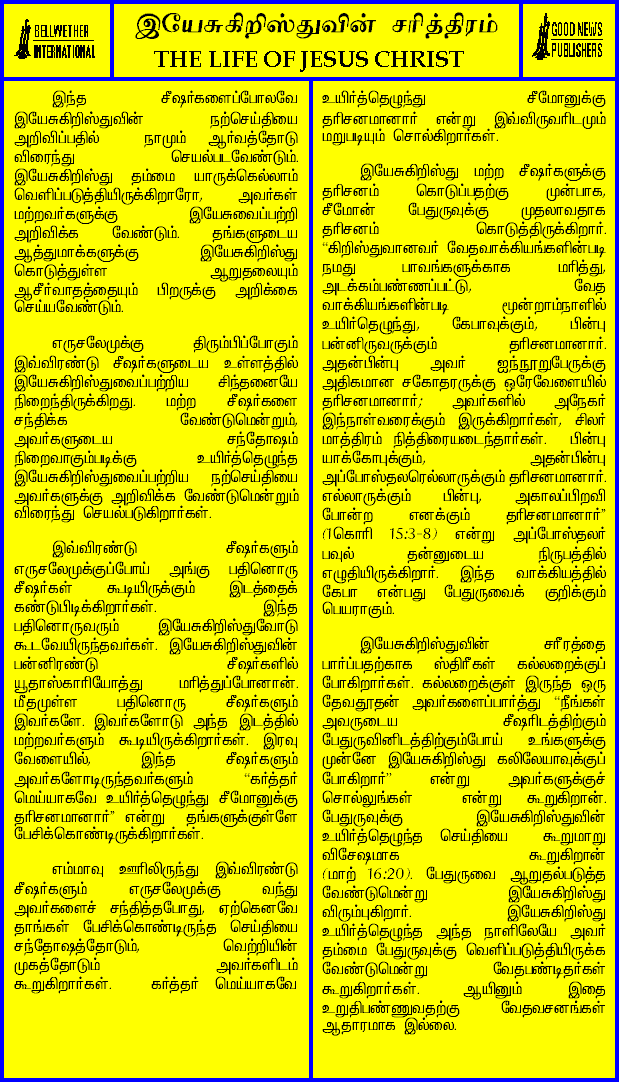 BELLWETHER
INTERNATIONAL
இயேசுகிறிஸ்துவின் சரித்திரம்
THE LIFE OF JESUS CHRIST
GOOD NEWS
PUBLISHERS
இந்த சீஷர்களைப்போலவே
இயேசுகிறிஸ்துவின் நற்செய்தியை
அறிவிப்பதில் நாமும் ஆர்வத்தோடு
விரைந்து செயல்படவேண்டும்.
இயேசுகிறிஸ்து தம்மை யாருக்கெல்லாம்
வெளிப்படுத்தியிருக்கிறாரோ, அவர்கள்
மற்றவர்களுக்கு இயேசுவைப்பற்றி
அறிவிக்க வேண்டும். தங்களுடைய
ஆத்துமாக்களுக்கு இயேசுகிறிஸ்து
கொடுத்துள்ள ஆறுதலையும்
ஆசீர்வாதத்தையும் பிறருக்கு அறிக்கை
செய்யவேண்டும்.
எருசலேமுக்கு திரும்பிப்போகும்
இவ்விரண்டு சீஷர்களுடைய உள்ளத்தில்
இயேசுகிறிஸ்துவைப்பற்றிய சிந்தனையே
நிறைந்திருக்கிறது. மற்ற சீஷர்களை
சந்திக்க வேண்டுமென்றும்,
அவர்களுடைய சந்தோஷம்
நிறைவாகும்படிக்கு உயிர்த்தெழுந்த
இயேசுகிறிஸ்துவைப்பற்றிய நற்செய்தியை
அவர்களுக்கு அறிவிக்க வேண்டுமென்றும்
விரைந்து செயல்படுகிறார்கள்.
இவ்விரண்டு சீஷர்களும்
எருசலேமுக்குப்போய் அங்கு பதினொரு
சீஷர்கள் கூடியிருக்கும் இடத்தைக்
கண்டுபிடிக்கிறார்கள். இந்த
பதினொருவரும் இயேசுகிறிஸ்துவோடு
கூடவேயிருந்தவர்கள். இயேசுகிறிஸ்துவின்
பன்னிரண்டு சீஷர்களில்
யூதாஸ்காரியோத்து மரித்துப்போனான்.
மீதமுள்ள பதினொரு சீஷர்களும்
இவர்களே. இவர்களோடு அந்த இடத்தில்
மற்றவர்களும் கூடியிருக்கிறார்கள். இரவு
வேளையில், இந்த சீஷர்களும்
அவர்களோடிருந்தவர்களும் "கர்த்தர்
மெய்யாகவே உயிர்த்தெழுந்து சீமோனுக்கு
தரிசனமானார்" என்று தங்களுக்குள்ளே
பேசிக்கொண்டிருக்கிறார்கள்.
எம்மாவு ஊரிலிருந்து இவ்விரண்டு
சீஷர்களும் எருசலேமுக்கு வந்து
அவர்களைச் சந்தித்தபோது, ஏற்கெனவே
தாங்கள் பேசிக்கொண்டிருந்த செய்தியை
சந்தோஷத்தோடும், வெற்றியின்
முகத்தோடும் அவர்களிடம்
கூறுகிறார்கள். கர்த்தர் மெய்யாகவே
உயிர்த்தெழுந்து சீமோனுக்கு
தரிசனமானார் என்று இவ்விருவரிடமும்
மறுபடியும் சொல்கிறார்கள்.
இயேசுகிறிஸ்து மற்ற சீஷர்களுக்கு
தரிசனம் கொடுப்பதற்கு முன்பாக,
சீமோன் பேதுருவுக்கு முதலாவதாக
தரிசனம் கொடுத்திருக்கிறார்.
"கிறிஸ்துவானவர் வேதவாக்கியங்களின்படி
நமது பாவங்களுக்காக மரித்து,
அடக்கம்பண்ணப்பட்டு, வேத
வாக்கியங்களின்படி மூன்றாம்நாளில்
உயிர்தெழுந்து, கேபாவுக்கும், பின்பு
பன்னிருவருக்கும் தரிசனமானார்.
அதன்பின்பு அவர் ஐந்நூறுபேருக்கு
அதிகமான சகோதரருக்கு ஒரேவேளையில்
தரிசனமானார்; அவர்களில் அநேகர்
இந்நாள்வரைக்கும் இருக்கிறார்கள், சிலர்
மாத்திரம் நித்திரையடைந்தார்கள். பின்பு
யாக்கோபுக்கும், அதன்பின்பு
அப்போஸ்தலரெல்லாருக்கும் தரிசனமானார்.
எல்லாருக்கும் பின்பு, அகாலப்பிறவி
போன்ற எனக்கும் தரிசனமானார்"
(1கொரி 15:3-8) என்று அப்போஸ்தலர்
பவுல் தன்னுடைய நிருபத்தில்
எழுதியிருக்கிறார். இந்த வாக்கியத்தில்
கேபா என்பது பேதுருவைக் குறிக்கும்
பெயராகும்.
இயேசுகிறிஸ்துவின் சரீரத்தை
பார்ப்பதற்காக ஸ்திரீகள் கல்லறைக்குப்
போகிறார்கள். கல்லறைக்குள் இருந்த ஒரு
தேவதூதன் அவர்களைப்பார்த்து "நீங்கள்
அவருடைய சீஷரிடத்திற்கும்
பேதுருவினிடத்திற்கும்போய் உங்களுக்கு
முன்னே இயேசுகிறிஸ்து கலிலேயாவுக்குப்
போகிறார்" என்று அவர்களுக்குச்
சொல்லுங்கள் என்று கூறுகிறான்.
பேதுருவுக்கு இயேசுகிறிஸ்துவின்
உயிர்த்தெழுந்த செய்தியை கூறுமாறு
விசேஷமாக கூறுகிறான்
(மாற் 16:20). பேதுருவை ஆறுதல்படுத்த
வேண்டுமென்று இயேசுகிறிஸ்து
விரும்புகிறார். இயேசுகிறிஸ்து
உயிர்த்தெழுந்த அந்த நாளிலேயே அவர்
தம்மை பேதுருவுக்கு வெளிப்படுத்தியிருக்க
வேண்டுமென்று வேதபண்டிதர்கள்
கூறுகிறார்கள். ஆயினும் இதை
உறுதிபண்ணுவதற்கு வேதவசனங்கள்
ஆதாரமாக இல்லை.